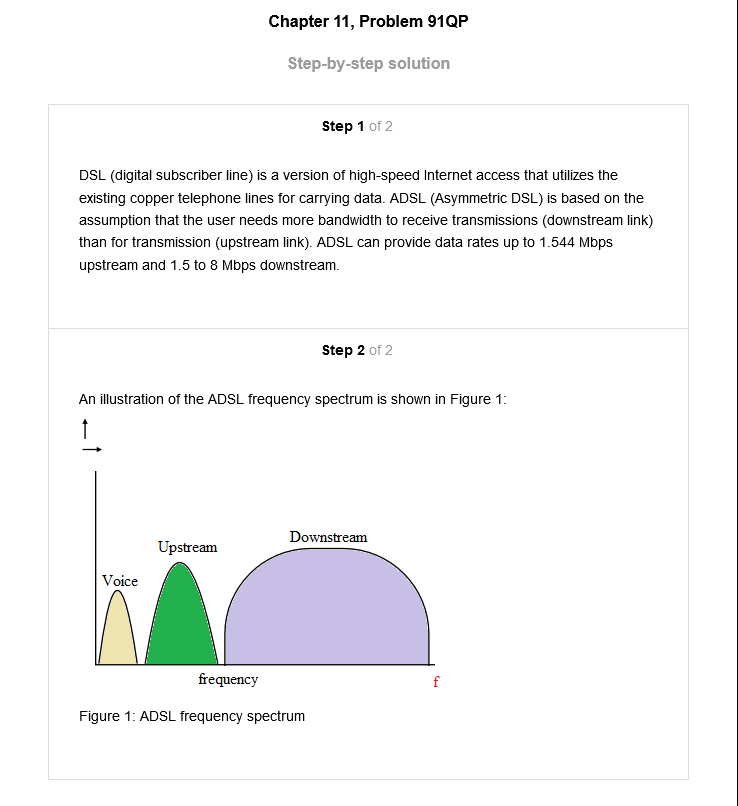 Chapter 11, Problem 91QP
Step-by-step solution
Step 1 of 2
DSL (digital subscriber line) is a version of high-speed Internet access that utilizes the
existing copper telephone lines for carrying data. ADSL (Asymmetric DSL) is based on the
assumption that the user needs more bandwidth to receive transmissions (downstream link)
than for transmission (upstream link). ADSL can provide data rates up to 1.544 Mbps
upstream and 1.5 to 8 Mbps downstream.
Step 2 of 2
An illustration of the ADSL frequency spectrum is shown in Figure 1:
Downstream
Upstream
Voice
frequency
f
Figure 1: ADSL frequency spectrum